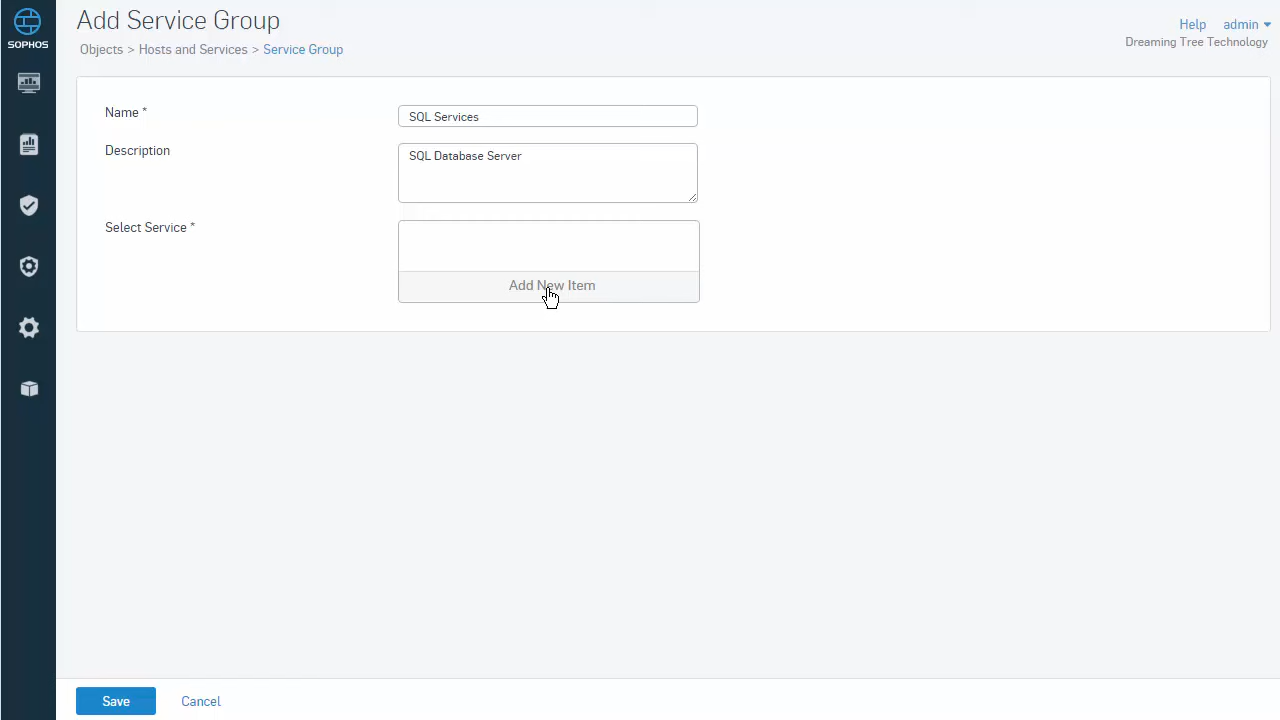 SOPHOS
Add Service Group
Objects > Hosts and Services > Service Group
Help admin
Dreaming Tree Technology
Name *
SQL Services
Description
SQL Database Server
Select Service *
Add New Item
Save
Cancel